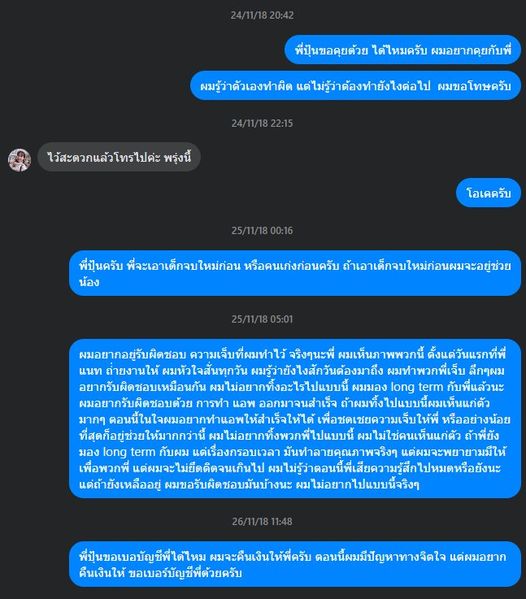 24/11/18 20:42
พี่ปุ้นขอคุยด้วย ได้ไหมครับ ผมอยากคุยกับพี่
ผมรู้ว่าตัวเองทำผิด แต่ไม่รู้ว่าต้องทำยังไงต่อไป ผมขอโทษครับ
24/11/18 22:15
ไว้สะดวกแล้วโทรไปค่ะ พรุ่งนี้
โอเคครับ
25/11/18 00:16
พี่ปุ้นครับ พี่จะเอาเด็กจบใหม่ก่อน หรือคนเก่งก่อนครับ ถ้าเอาเด็กจบใหม่ก่อนผมจะอยู่ช่วย
น้อง
25/11/18 05:01
ผมอยากอยู่รับผิดชอบ ความเจ็บที่ผมทำไว้ จริงๆนะพี่ ผมเห็นภาพพวกนี้ ตั้งแต่วันแรกที่พี่
แนท ถ่ายงานให้ ผมหัวใจสั่นทุกวัน ผมรู้ว่ายังไงสักวันต้องมาถึง ผมทำพวกพี่เจ็บ ลึกๆผม
อยากรับผิดชอบเหมือนกัน ผมไม่อยากทิ้งอะไรไปแบบนี้ ผมมอง long term กับพี่แล้วนะ
ผมอยากรับผิดชอบด้วย การทำ แอพ ออกมาจนสำเร็จ ถ้าผมทิ้งไปแบบนี้ผมเห็นแก่ตัว
มากๆ ตอนนี้ในใจผมอยากทำแอพให้สำเร็จให้ได้ เพื่อชดเชยความเจ็บให้พี่ หรืออย่างน้อย
ที่สุดก็อยู่ช่วยให้มากกว่านี้ ผมไม่อยากทิ้งพวกพี่ไปแบบนี้ ผมไม่ใช่คนเห็นแก่ตัว ถ้าพี่ยัง
มอง long term กับผม แต่เรื่องกรอบเวลา มันทำลายคุณภาพจริงๆ แต่ผมจะพยายามมีให้
เพื่อพวกพี่ แต่ผมจะไม่ยึดติดจนเกินไป ผมไม่รู้ว่าตอนนี้พี่เสียความรู้สึกไปหมดหรือยังนะ
แต่ถ้ายังเหลืออยู่ ผมขอรับผิดชอบมันบ้างนะ ผมไม่อยากไปแบบนี้จริงๆ
26/11/18 11:48
พี่ปุ้นขอเบอบัญชีพี่ได้ไหม ผมจะคืนเงินให้พี่ครับ ตอนนี้ผมมีปัญหาทางจิตใจ แต่ผมอยาก
คืนเงินให้ ขอเบอร์บัญชีพี่ด้วยครับ